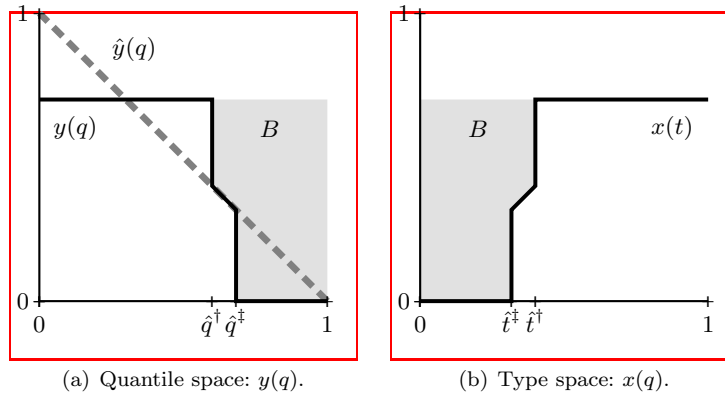 1
ŷ(q)
y(q)
B
0
0
q̂† q̂‡
1
(a) Quantile space: y(q).
1
B
x(t)
0
0
t̂‡ t̂†
1
(b) Type space: x(q).